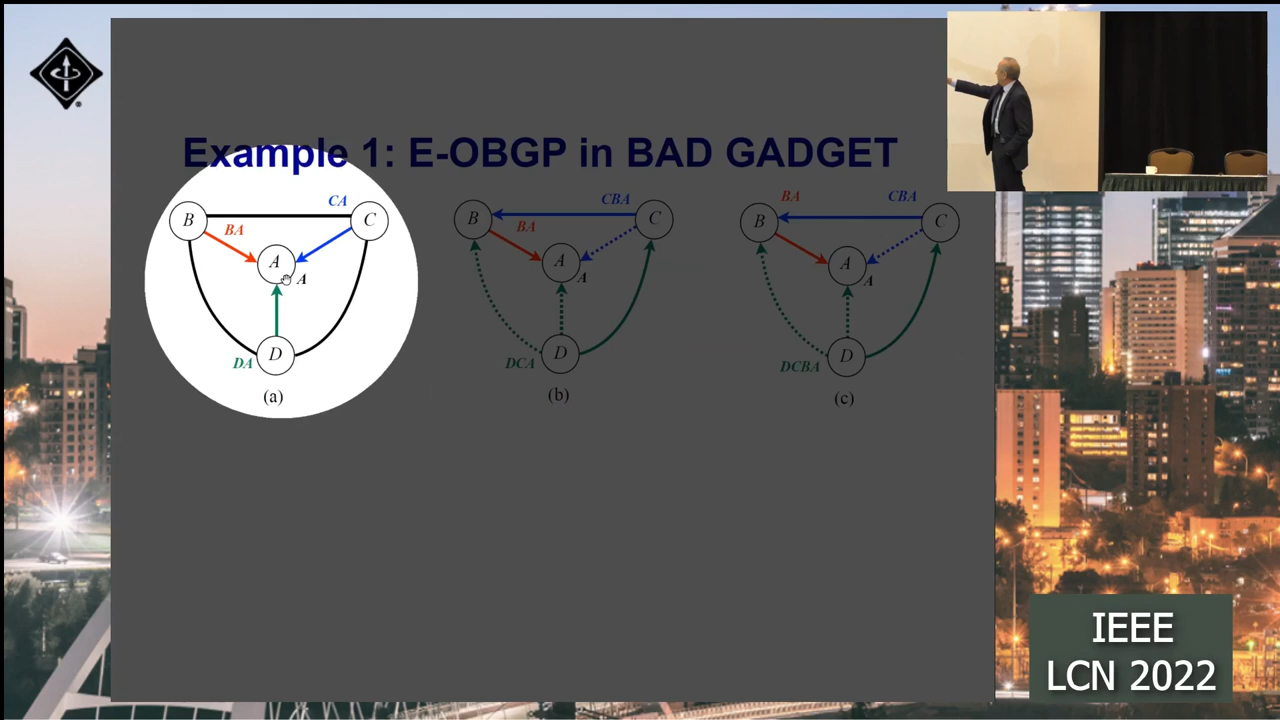 Example 1: E-OBGP in BAD GADGET
CA
B
C
BA
A
A
D
DA
(a)
CBA
B
C
BA
A
A
D
DCA
(b)
BA
CBA
B
C
A
A
D
DCBA
(c)
IEEE
LCN 2022